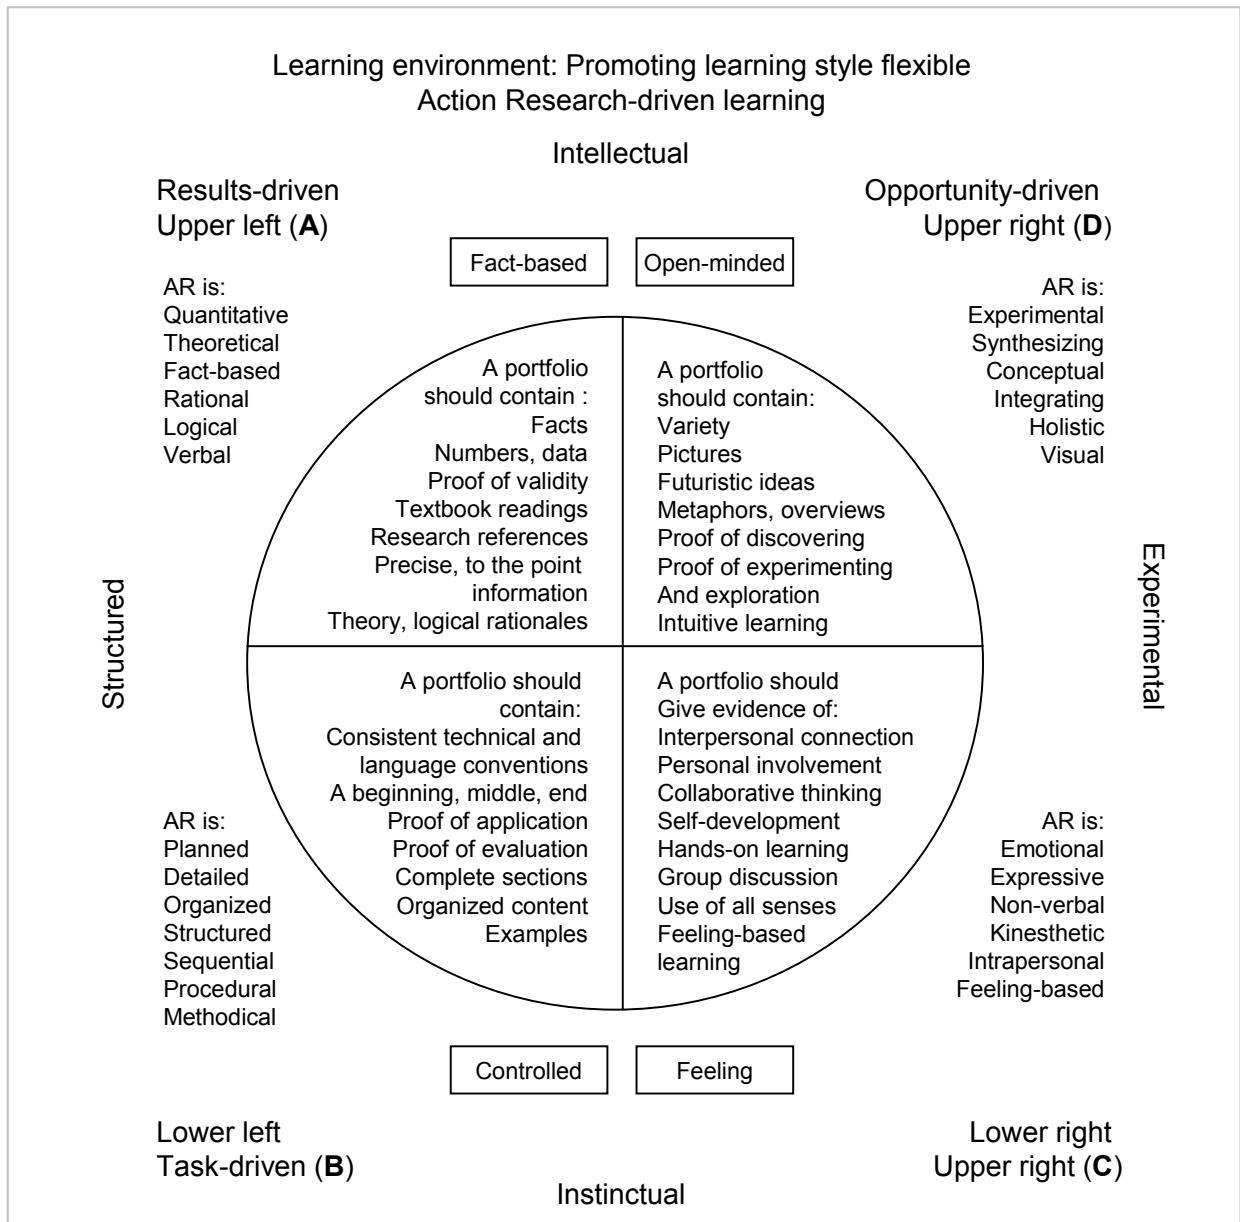 Learning environment: Promoting learning style flexible
Action Research-driven learning
Intellectual
Results-driven
Upper left (A)
Opportunity-driven
Upper right (D)
Fact-based
Open-minded
AR is:
Quantitative
Theoretical
Fact-based
Rational
Logical
Verbal
A portfolio
should contain :
Facts
Numbers, data
Proof of validity
Textbook readings
Research references
Precise, to the point
information
Theory, logical rationales
A portfolio
should contain:
Variety
Pictures
Futuristic ideas
Metaphors, overviews
Proof of discovering
Proof of experimenting
And exploration
Intuitive learning
AR is:
Experimental
Synthesizing
Conceptual
Integrating
Holistic
Visual
Structured
Experimental
AR is:
Planned
Detailed
Organized
Structured
Sequential
Procedural
Methodical
A portfolio should
contain:
Consistent technical and
language conventions
A beginning, middle, end
Proof of application
Proof of evaluation
Complete sections
Organized content
Examples
A portfolio should
Give evidence of:
Interpersonal connection
Personal involvement
Collaborative thinking
Self-development
Hands-on learning
Group discussion
Use of all senses
Feeling-based
learning
AR is:
Emotional
Expressive
Non-verbal
Kinesthetic
Intrapersonal
Feeling-based
Controlled
Feeling
Lower left
Task-driven (B)
Lower right
Upper right (C)
Instinctual